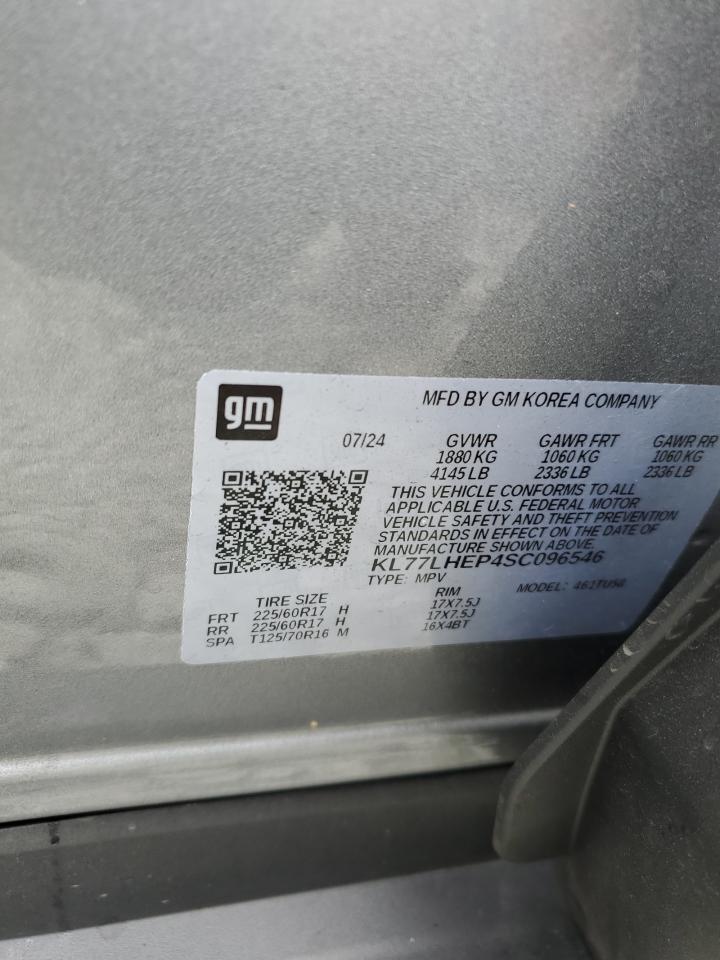 gm
MFD BY GM KOREA COMPANY
07/24 GVWR GAWR FRT GAWR RR
1880 KG 1060 KG 1060 KG
4145 LB 2336 LB 2336 LB
THIS VEHICLE CONFORMS TO ALL
APPLICABLE U.S. FEDERAL MOTOR
VEHICLE SAFETY AND THEFT PREVENTION
STANDARDS IN EFFECT ON THE DATE OF
MANUFACTURE SHOWN ABOVE.
KL77LHEP4SC096546
TYPE: MPV MODEL:
TIRE SIZE RIM
FRT 225/60R17 H 17X7.5J
RR 225/60R17 H 17X7.5J
SPA T125/70R16 M 16X4BT